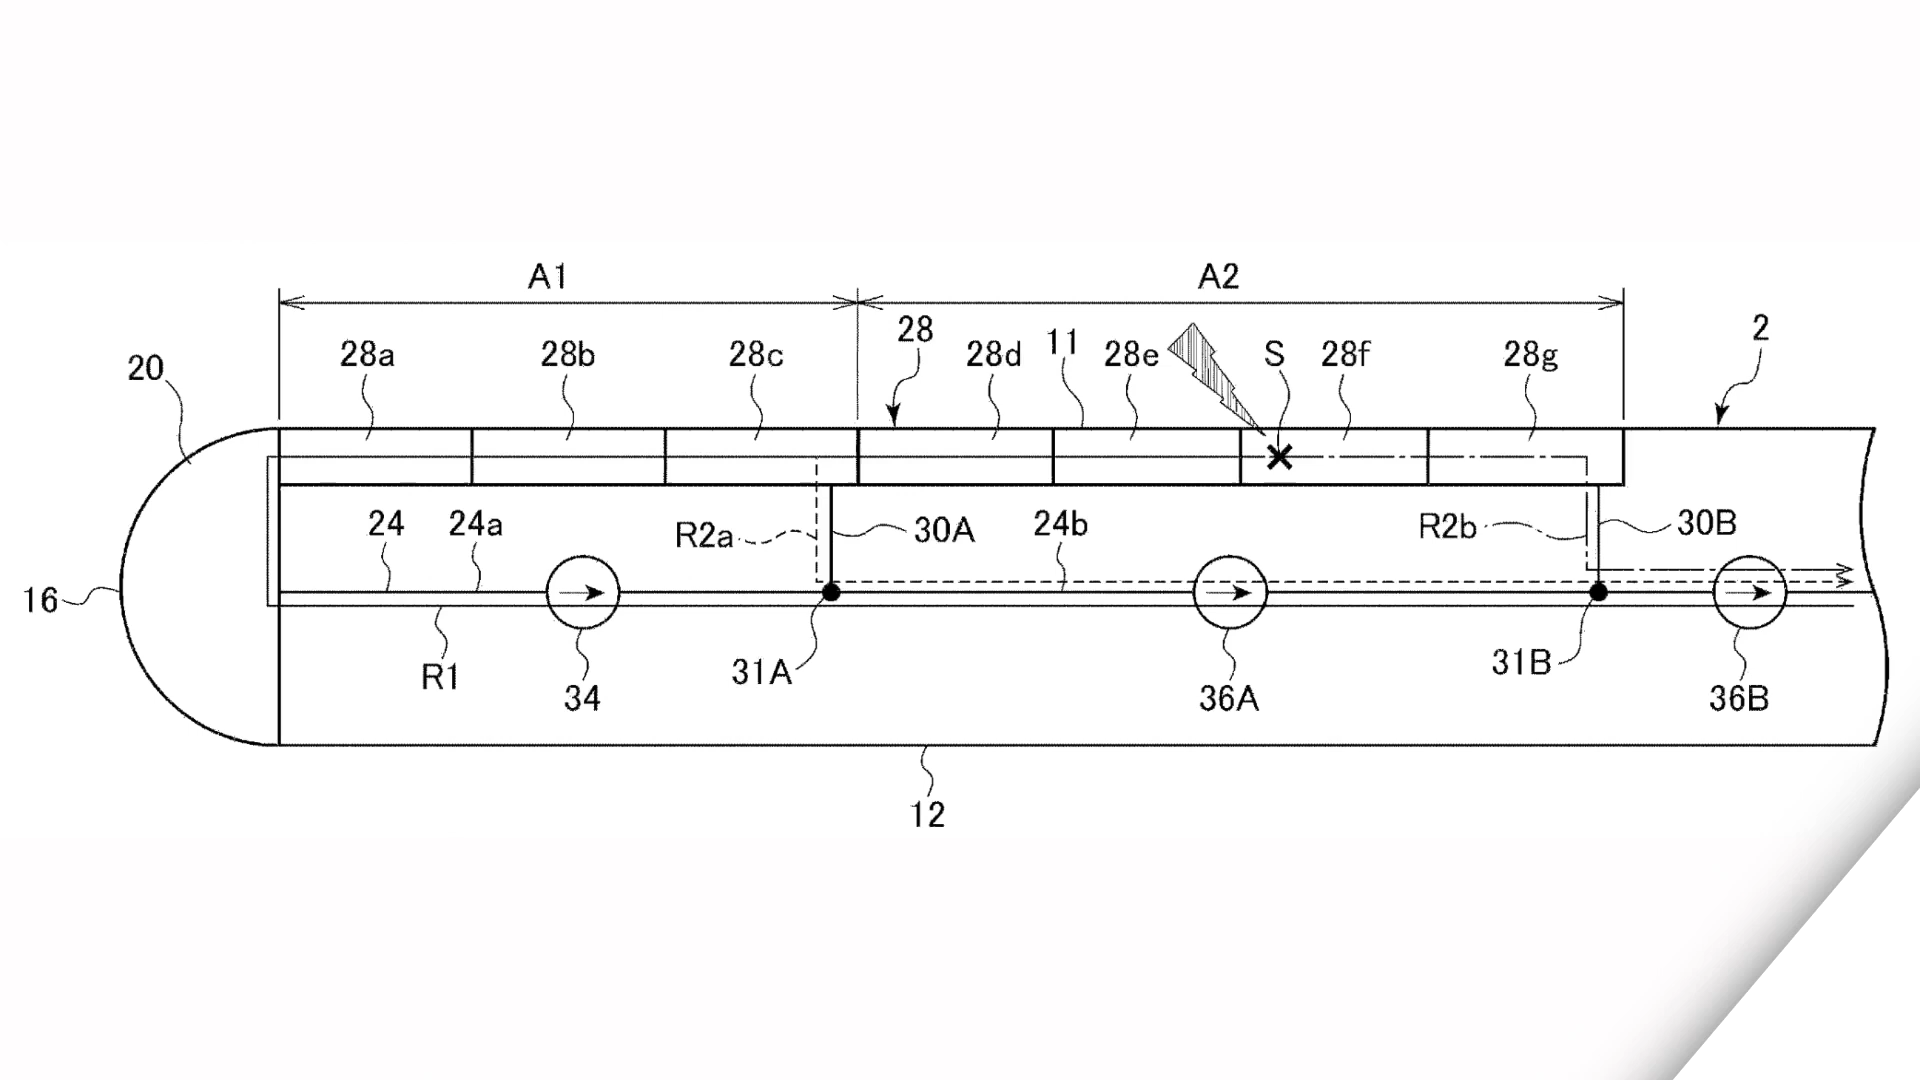 A1 A2
28 11 2
20 28a 28b 28c 28d 28e S 28f 28g
24 24a R2a 30A 24b R2b 30B
16
R1 34 31A 36A 31B 36B
12